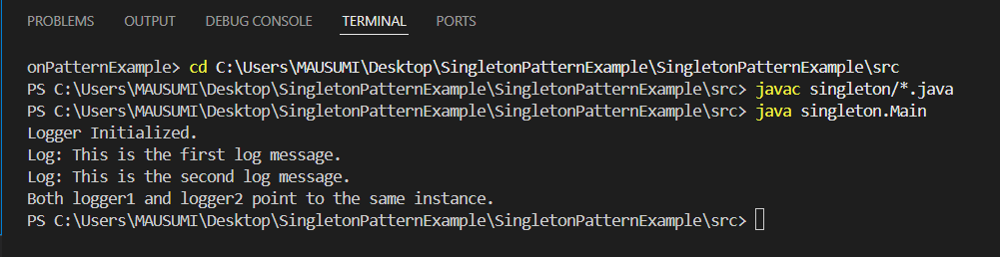 PROBLEMS OUTPUT DEBUG CONSOLE TERMINAL PORTS
onPatternExample> cd C:\Users\MAUSUMI\Desktop\SingletonPatternExample\SingletonPatternExample\src
PS C:\Users\MAUSUMI\Desktop\SingletonPatternExample\SingletonPatternExample\src> javac singleton/*.java
PS C:\Users\MAUSUMI\Desktop\SingletonPatternExample\SingletonPatternExample\src> java singleton.Main
Logger Initialized.
Log: This is the first log message.
Log: This is the second log message.
Both logger1 and logger2 point to the same instance.
PS C:\Users\MAUSUMI\Desktop\SingletonPatternExample\SingletonPatternExample\src>